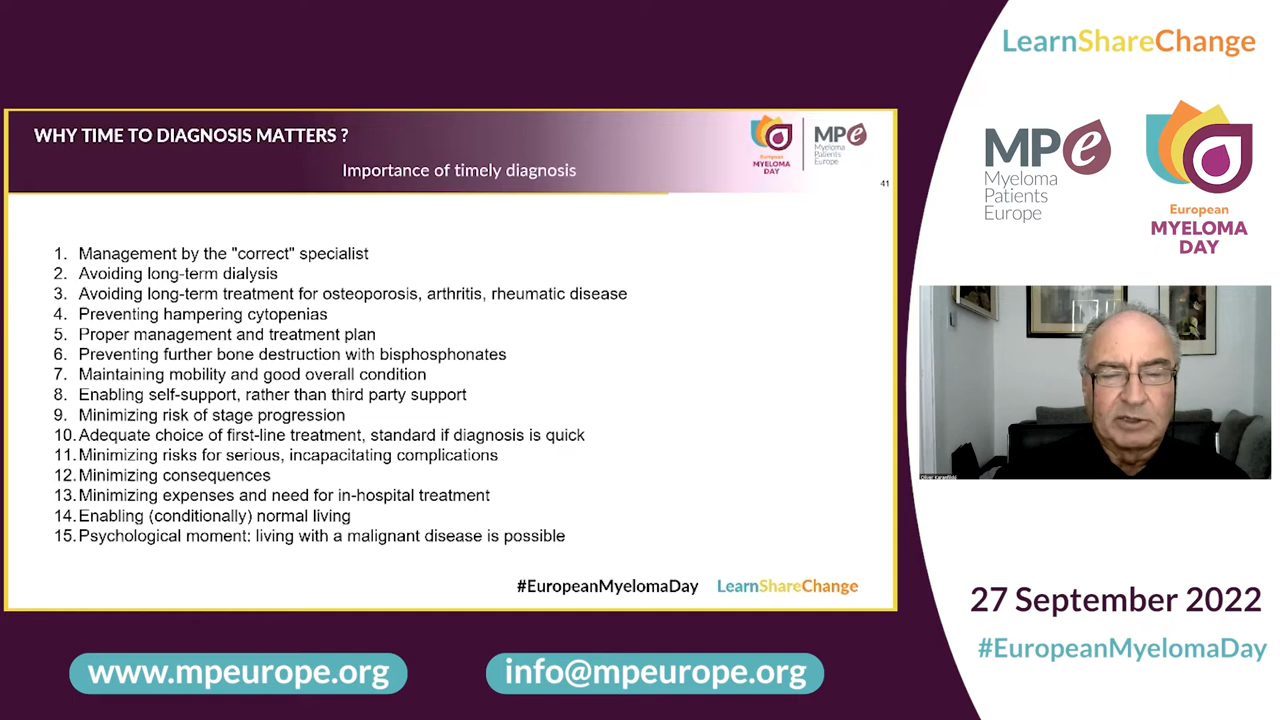 LearnShareChange
WHY TIME TO DIAGNOSIS MATTERS ?
Importance of timely diagnosis
European
MYELOMA
DAY
MPe
Myeloma
Patients
Europe
41
1. Management by the "correct" specialist
2. Avoiding long-term dialysis
3. Avoiding long-term treatment for osteoporosis, arthritis, rheumatic disease
4. Preventing hampering cytopenias
5. Proper management and treatment plan
6. Preventing further bone destruction with bisphosphonates
7. Maintaining mobility and good overall condition
8. Enabling self-support, rather than third party support
9. Minimizing risk of stage progression
10. Adequate choice of first-line treatment, standard if diagnosis is quick
11. Minimizing risks for serious, incapacitating complications
12. Minimizing consequences
13. Minimizing expenses and need for in-hospital treatment
14. Enabling (conditionally) normal living
15. Psychological moment: living with a malignant disease is possible
#EuropeanMyelomaDay LearnShareChange
MPe
Myeloma
Patients
Europe
European
MYELOMA
DAY
27 September 2022
#EuropeanMyelomaDay
www.mpeurope.org
info@mpeurope.org